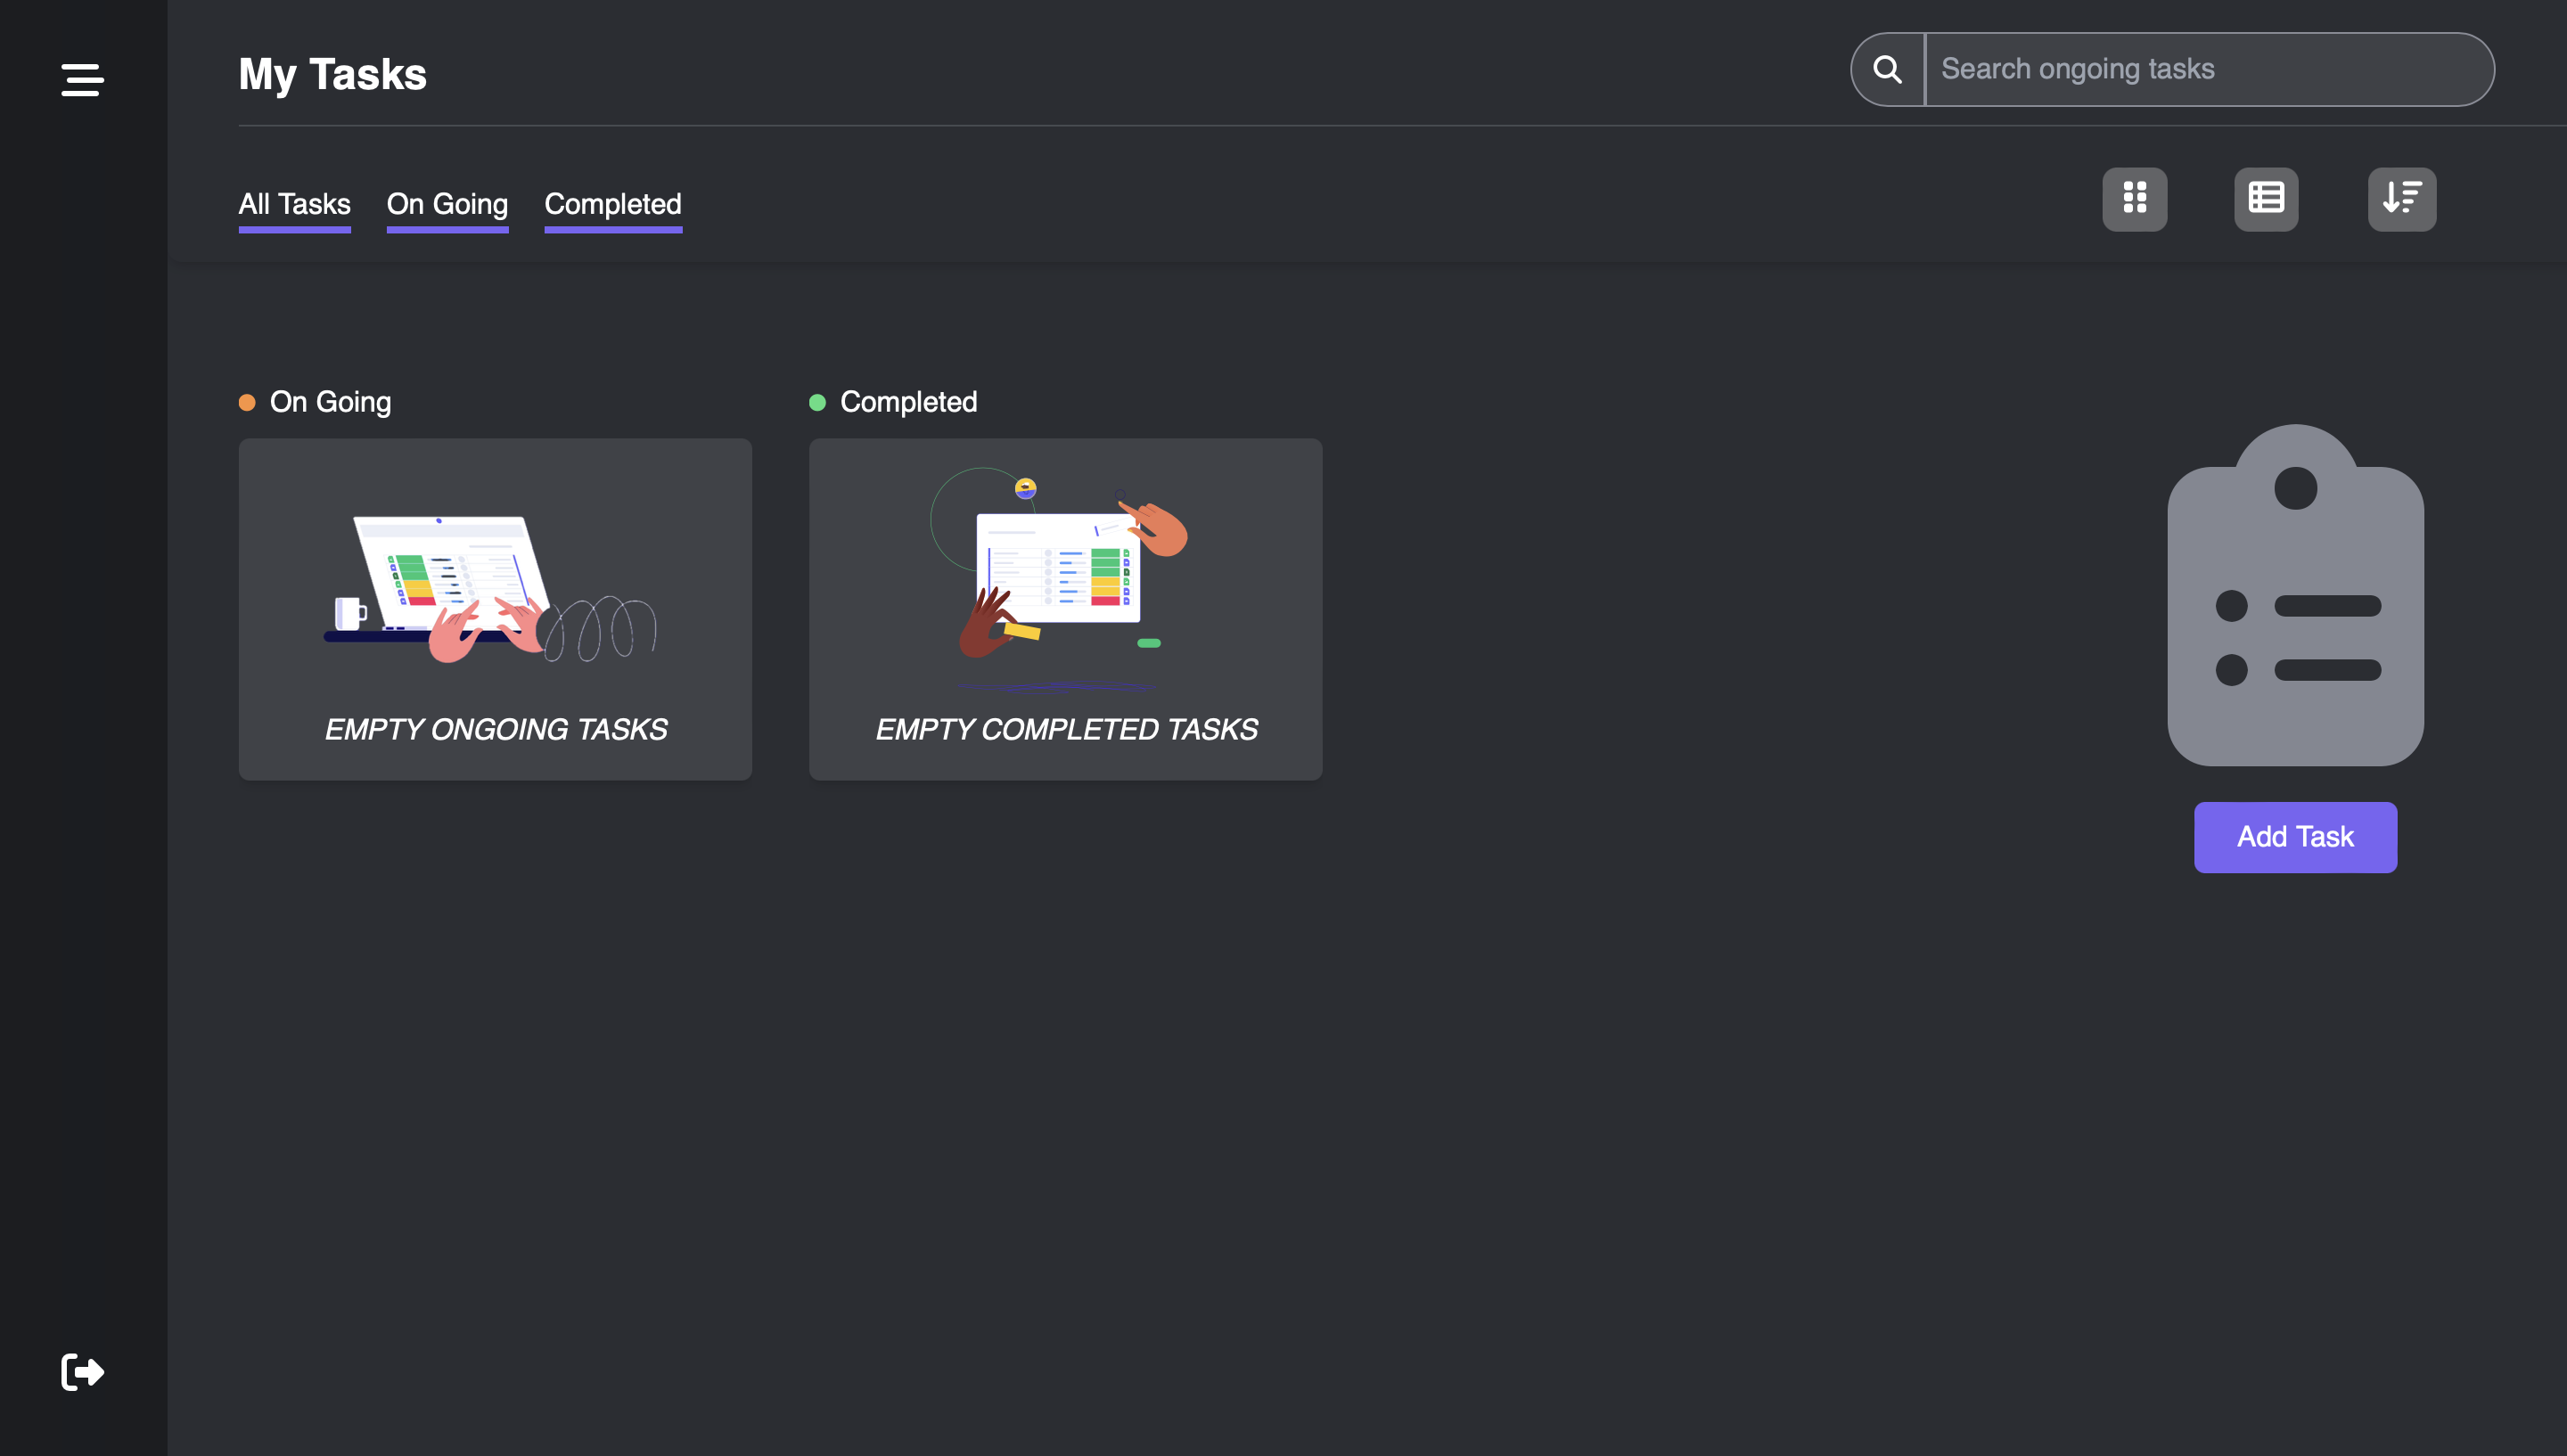 My Tasks
Search ongoing tasks
All Tasks
On Going
Completed
On Going
Completed
EMPTY ONGOING TASKS
EMPTY COMPLETED TASKS
Add Task